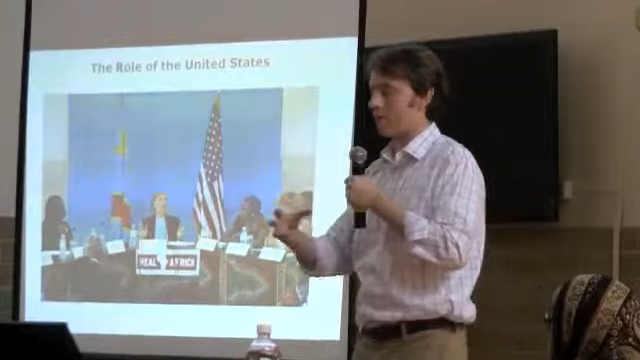 The Role of the United States
HEAL AFRICA